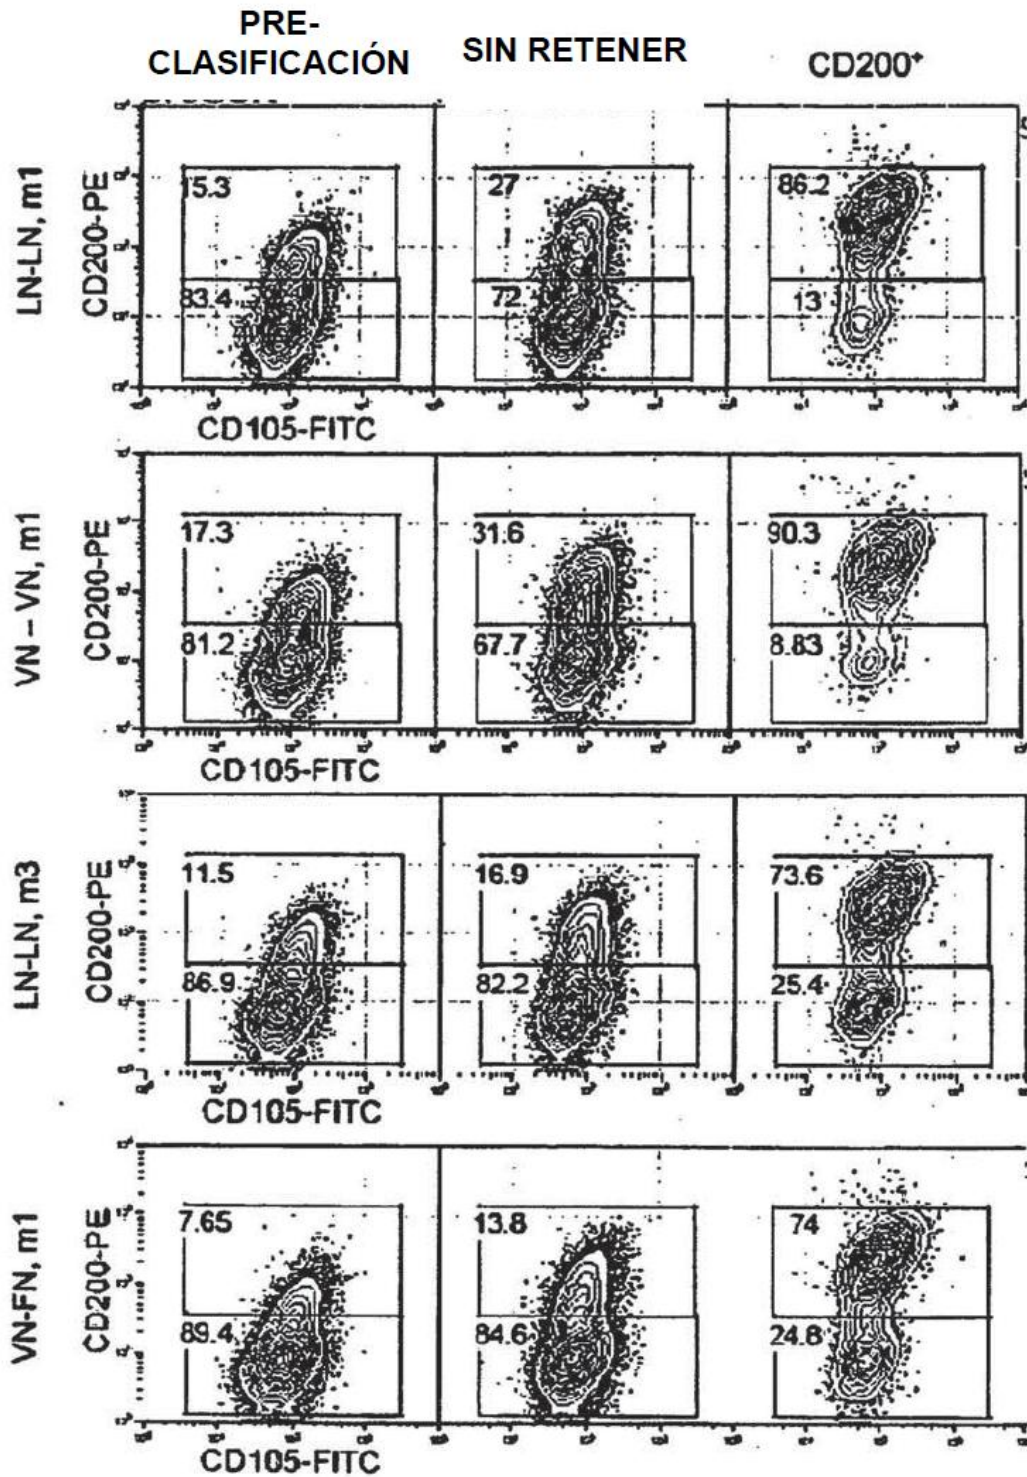 PRE-
CLASIFICACIÓN
SIN RETENER
CD200+
LN-LN, m1
CD200-PE
15.3
83.4
27
72
86.2
13
CD105-FITC
VN – VN, m1
CD200-PE
17.3
81.2
31.6
67.7
90.3
8.83
CD105-FITC
LN-LN, m3
CD200-PE
11.5
86.9
16.9
82.2
73.6
25.4
CD105-FITC
VN-FN, m1
CD200-PE
7.65
89.4
13.8
84.6
74
24.8
CD105-FITC